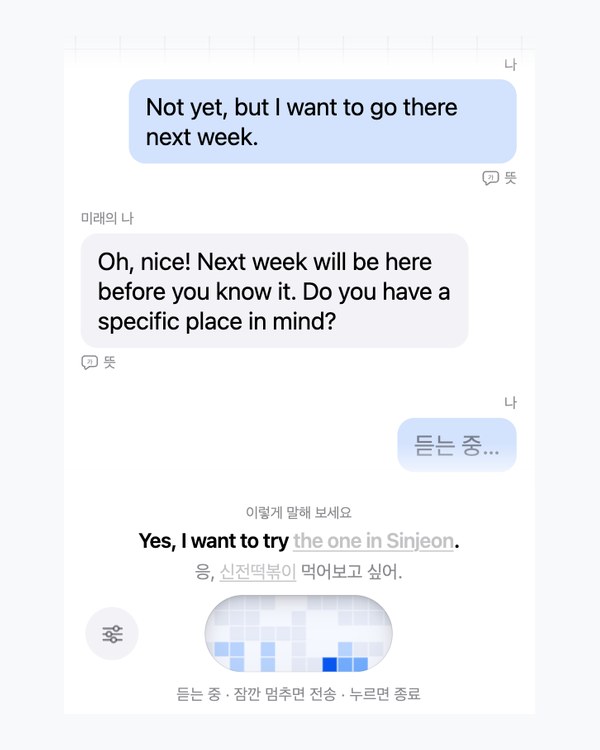 나
Not yet, but I want to go there
next week.
뜻
미래의 나
Oh, nice! Next week will be here
before you know it. Do you have a
specific place in mind?
뜻
나
듣는 중...
이렇게 말해 보세요
Yes, I want to try the one in Sinjeon.
응, 신전떡볶이 먹어보고 싶어.
듣는 중 · 잠깐 멈추면 전송 · 누르면 종료